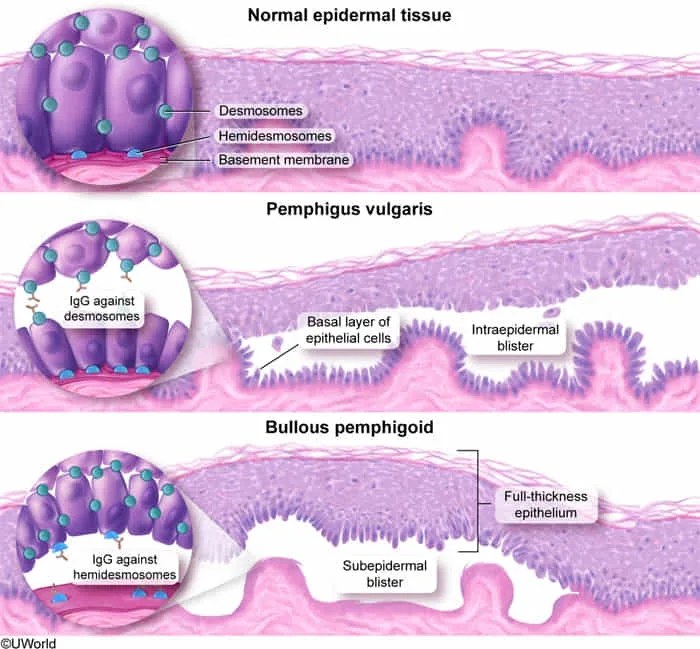 Normal epidermal tissue
Desmosomes
Hemidesmosomes
Basement membrane
Pemphigus vulgaris
IgG against
desmosomes
Basal layer of
epithelial cells
Intraepidermal
blister
Bullous pemphigoid
Full-thickness
epithelium
IgG against
hemidesmosomes
Subepidermal
blister
©UWorld